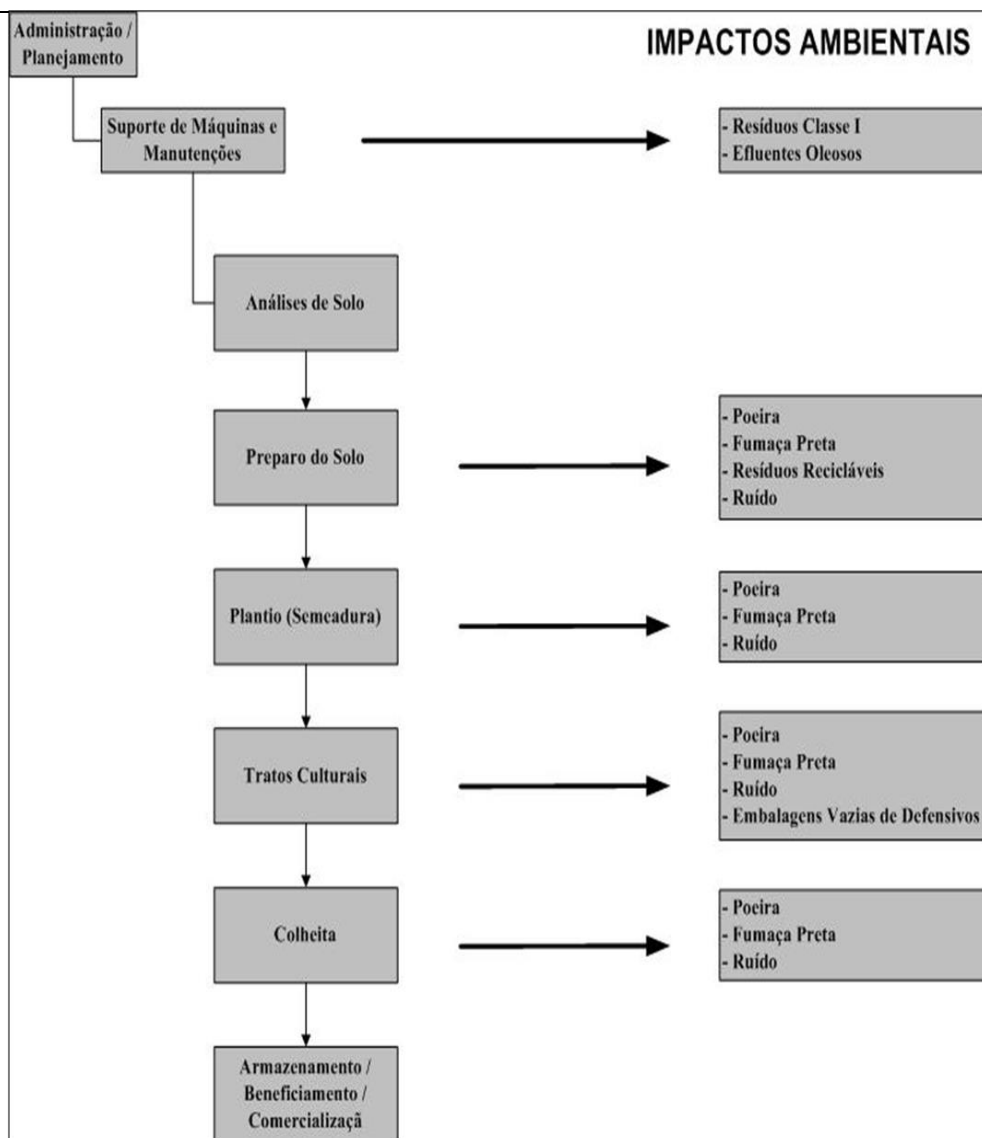 Administração /
Planejamento
IMPACTOS AMBIENTAIS
Suporte de Máquinas e
Manutenções
- Resíduos Classe I
- Efluentes Oleosos
Análises de Solo
Preparo do Solo
- Poeira
- Fumaça Preta
- Resíduos Recicláveis
- Ruído
Plantio (Semeadura)
- Poeira
- Fumaça Preta
- Ruído
Tratos Culturais
- Poeira
- Fumaça Preta
- Ruído
- Embalagens Vazias de Defensivos
Colheita
- Poeira
- Fumaça Preta
- Ruído
Armazenamento /
Beneficiamento /
Comercializaçã